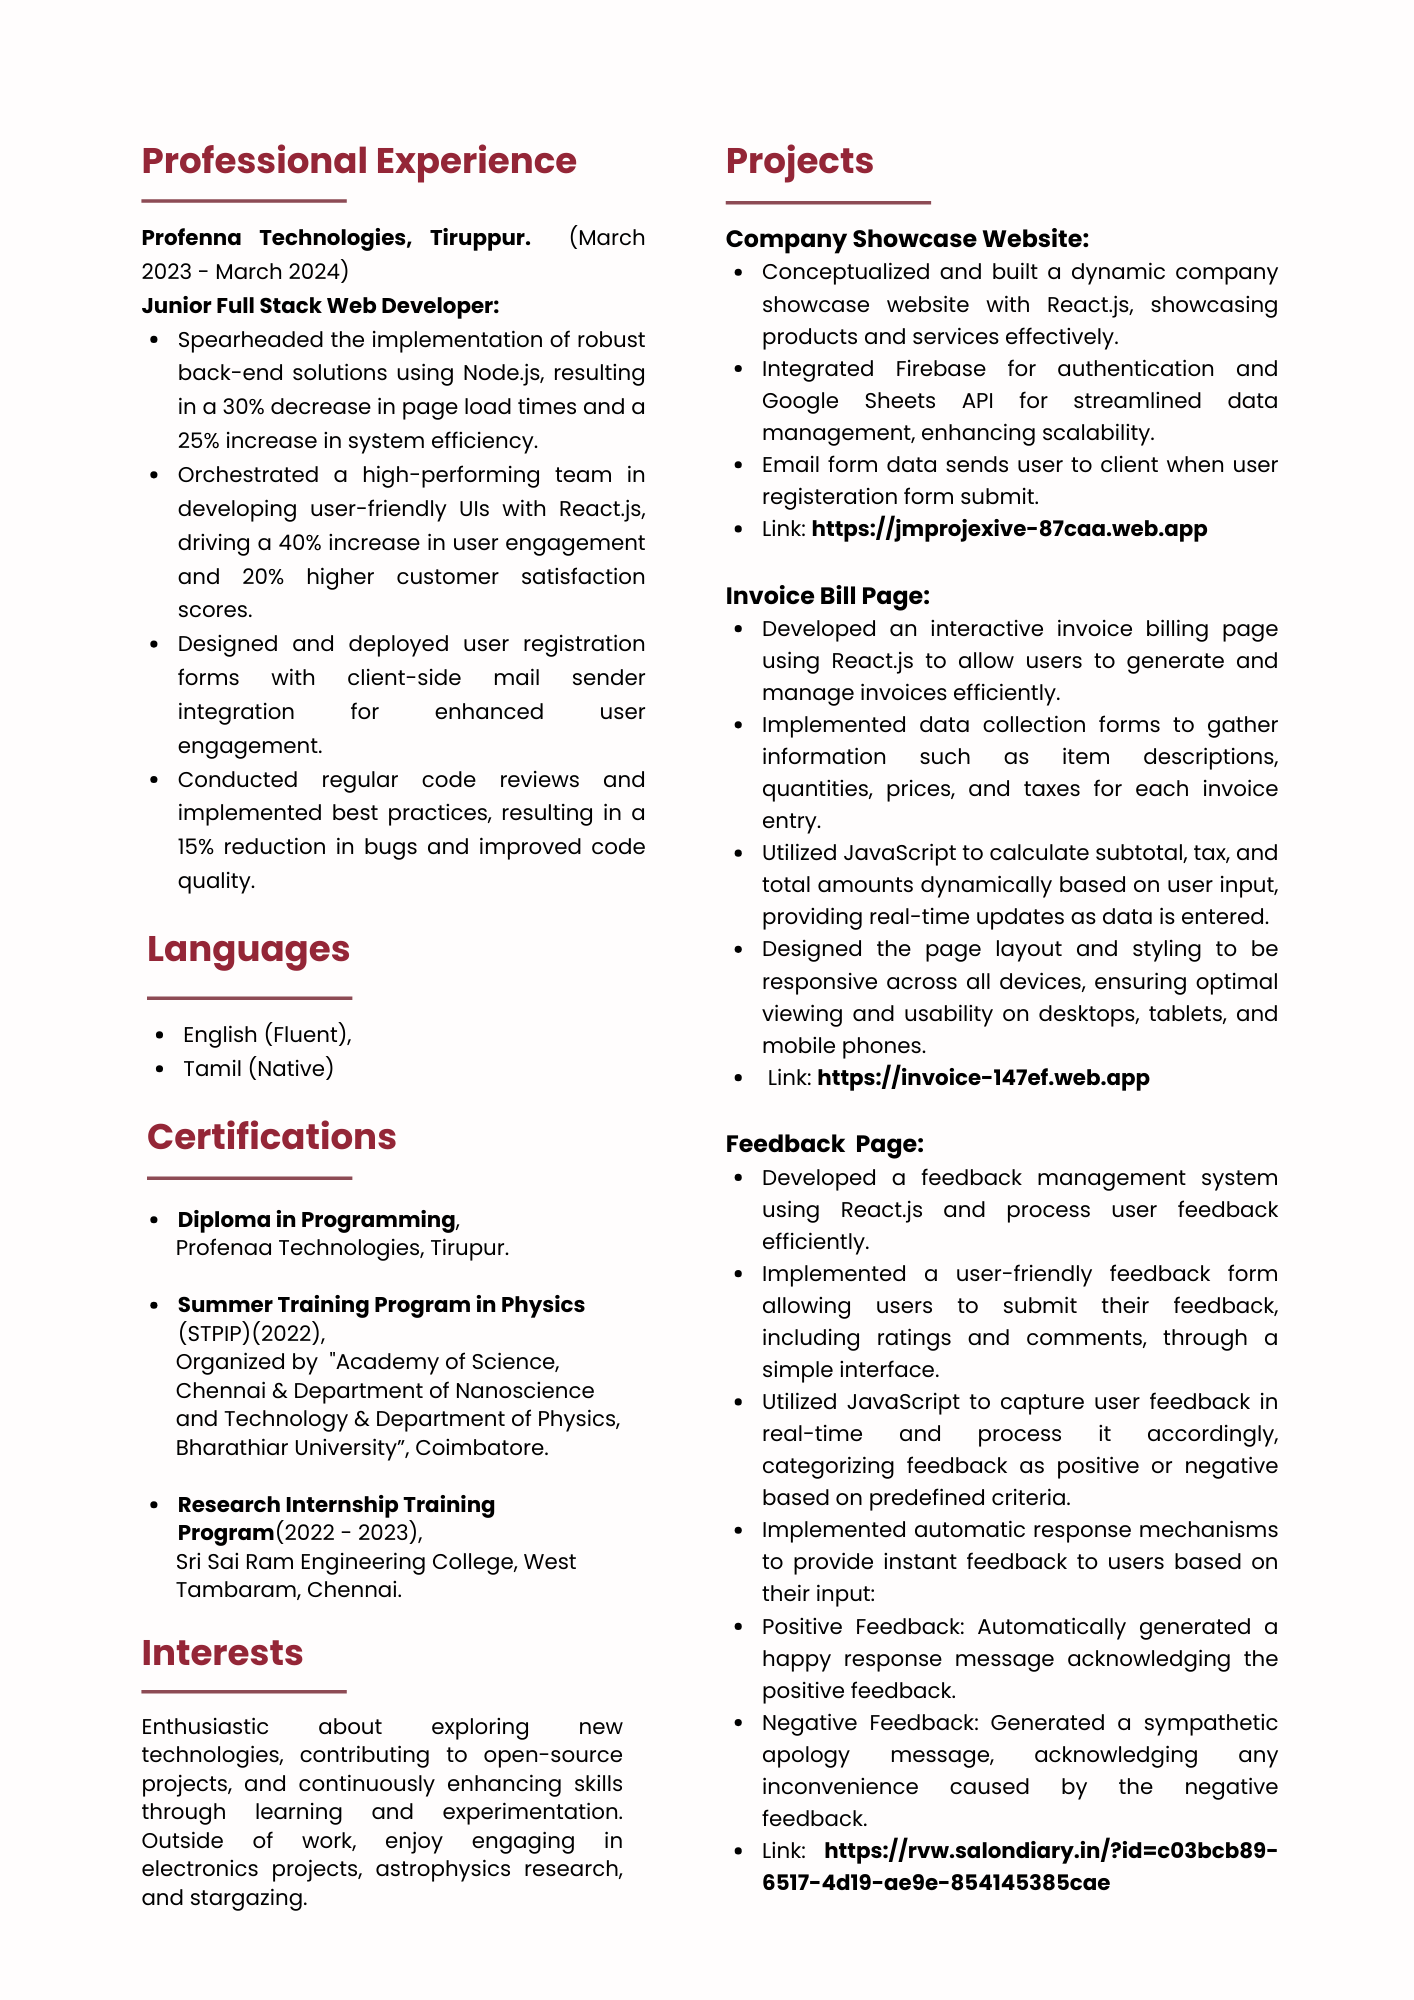 Professional Experience
Profenna Technologies, Tiruppur. (March
2023 - March 2024)
Junior Full Stack Web Developer:
• Spearheaded the implementation of robust
back-end solutions using Node.js, resulting
in a 30% decrease in page load times and a
25% increase in system efficiency.
• Orchestrated a high-performing team in
developing user-friendly UIs with React.js,
driving a 40% increase in user engagement
and 20% higher customer satisfaction
scores.
• Designed and deployed user registration
forms with client-side mail sender
integration for enhanced user
engagement.
• Conducted regular code reviews and
implemented best practices, resulting in a
15% reduction in bugs and improved code
quality.
Languages
• English (Fluent),
• Tamil (Native)
Certifications
• Diploma in Programming,
Profenaa Technologies, Tirupur.
• Summer Training Program in Physics
(STPIP)(2022),
Organized by "Academy of Science,
Chennai & Department of Nanoscience
and Technology & Department of Physics,
Bharathiar University”, Coimbatore.
• Research Internship Training
Program(2022 - 2023),
Sri Sai Ram Engineering College, West
Tambaram, Chennai.
Interests
Enthusiastic about exploring new
technologies, contributing to open-source
projects, and continuously enhancing skills
through learning and experimentation.
Outside of work, enjoy engaging in
electronics projects, astrophysics research,
and stargazing.
Projects
Company Showcase Website:
• Conceptualized and built a dynamic company
showcase website with React.js, showcasing
products and services effectively.
• Integrated Firebase for authentication and
Google Sheets API for streamlined data
management, enhancing scalability.
• Email form data sends user to client when user
registeration form submit.
• Link: https://jmprojexive-87caa.web.app
Invoice Bill Page:
• Developed an interactive invoice billing page
using React.js to allow users to generate and
manage invoices efficiently.
• Implemented data collection forms to gather
information such as item descriptions,
quantities, prices, and taxes for each invoice
entry.
• Utilized JavaScript to calculate subtotal, tax, and
total amounts dynamically based on user input,
providing real-time updates as data is entered.
• Designed the page layout and styling to be
responsive across all devices, ensuring optimal
viewing and usability on desktops, tablets, and
mobile phones.
• Link: https://invoice-147ef.web.app
Feedback Page:
• Developed a feedback management system
using React.js and process user feedback
efficiently.
• Implemented a user-friendly feedback form
allowing users to submit their feedback,
including ratings and comments, through a
simple interface.
• Utilized JavaScript to capture user feedback in
real-time and process it accordingly,
categorizing feedback as positive or negative
based on predefined criteria.
• Implemented automatic response mechanisms
to provide instant feedback to users based on
their input:
• Positive Feedback: Automatically generated a
happy response message acknowledging the
positive feedback.
• Negative Feedback: Generated a sympathetic
apology message, acknowledging any
inconvenience caused by the negative
feedback.
• Link: https://rvw.salondiary.in/?id=c03bcb89-
6517-4d19-ae9e-854145385cae